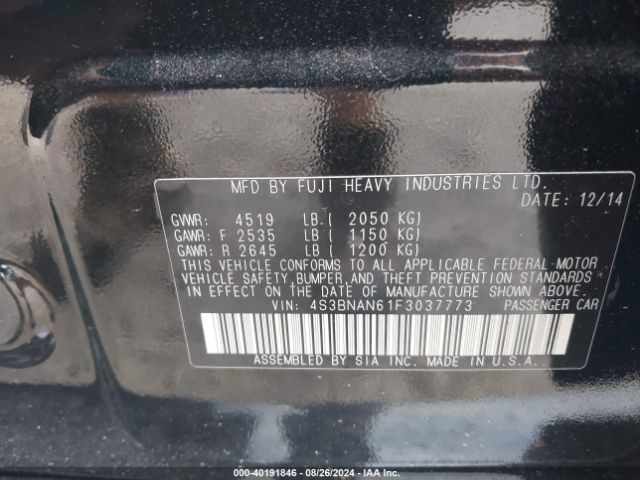 MFD BY FUJI HEAVY INDUSTRIES LTD.
DATE: 12/14
GVWR: 4519 LB ( 2050 KG)
GAWR: F 2535 LB ( 1150 KG)
GAWR: R 2645 LB ( 1200 KG)
THIS VEHICLE CONFORMS TO ALL APPLICABLE FEDERAL-MOTOR
VEHICLE SAFETY,BUMPER,AND THEFT PREVENTION STANDARDS
IN EFFECT ON THE DATE OF MANUFACTURE SHOWN ABOVE.
VIN: 4S3BNAN61F3037773 PASSENGER CAR
ASSEMBLED BY SIA INC. MADE IN U.S.A.
000-40191846 - 08/26/2024 - IAA Inc.